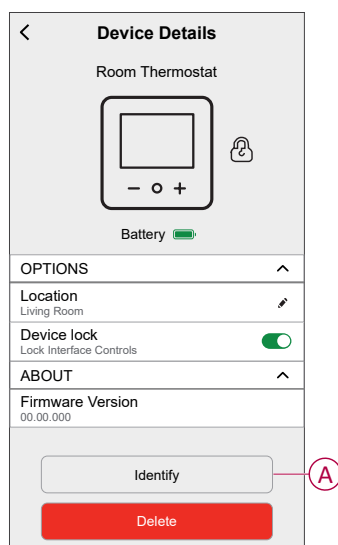 Device Details
Room Thermostat
Battery
OPTIONS
Location
Living Room
Device lock
Lock Interface Controls
ABOUT
Firmware Version
00.00.000
Identify
A
Delete